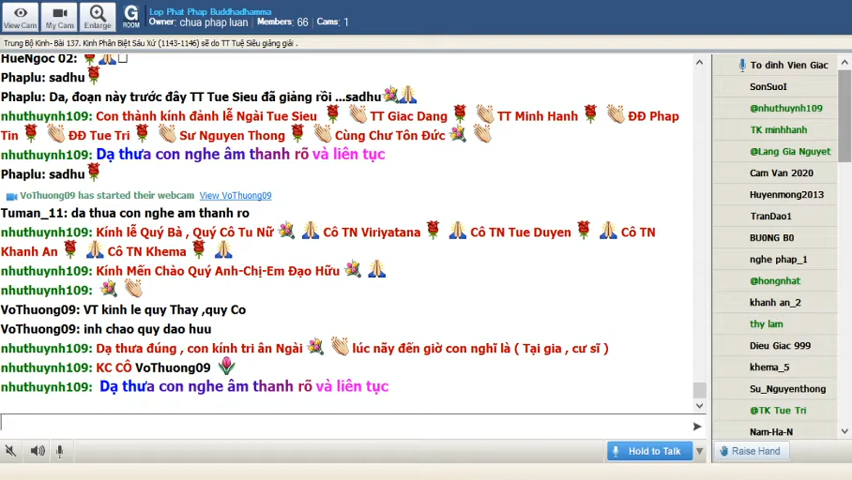 View Cam
My Cam
Enlarge
G
ROOM
Lop Phat Phap Buddhadhamma
Owner: chua phap luan Members: 66 Cams: 1
Trung Bộ Kinh- Bài 137. Kinh Phân Biệt Sáu Xứ (1143-1146) sẽ do TT Tuệ Siêu giảng giải .
HueNgoc 02:
Phaplu: sadhu
Phaplu: Da, đoạn này trước đây TT Tue Sieu đã giảng rồi ...sadhu
nhuthuynh109: Con thành kính đảnh lễ Ngài Tue Sieu TT Giac Dang TT Minh Hanh ĐĐ Phap
Tin ĐĐ Tue Tri Sư Nguyen Thong Cùng Chư Tôn Đức
nhuthuynh109: Dạ thưa con nghe âm thanh rõ và liên tục
Phaplu: sadhu
VoThuong09 has started their webcam View VoThuong09
Tuman_11: da thua con nghe am thanh ro
nhuthuynh109: Kính lễ Quý Bà , Quý Cô Tu Nữ Cô TN Viriyatana Cô TN Tue Duyen Cô TN
Khanh An Cô TN Khema
nhuthuynh109: Kính Mến Chào Quý Anh-Chị-Em Đạo Hữu
nhuthuynh109:
VoThuong09: VT kinh le quy Thay ,quy Co
VoThuong09: inh chao quy dao huu
nhuthuynh109: Dạ thưa đúng , con kính tri ân Ngài lúc nãy đến giờ con nghĩ là ( Tại gia , cư sĩ )
nhuthuynh109: KC CÔ VoThuong09
nhuthuynh109: Dạ thưa con nghe âm thanh rõ và liên tục
Hold to Talk
To dinh Vien Giac
SonSuoI
@nhuthuynh109
TK minhhanh
@Lang Gia Nguyet
Cam Van 2020
Huyenmong2013
TranDao1
BU0NG B0
nghe phap_1
@hongnhat
khanh an_2
thy lam
Dieu Giac 999
khema_5
Su_Nguyenthong
@TK Tue Tri
Nam-Ha-N
Raise Hand